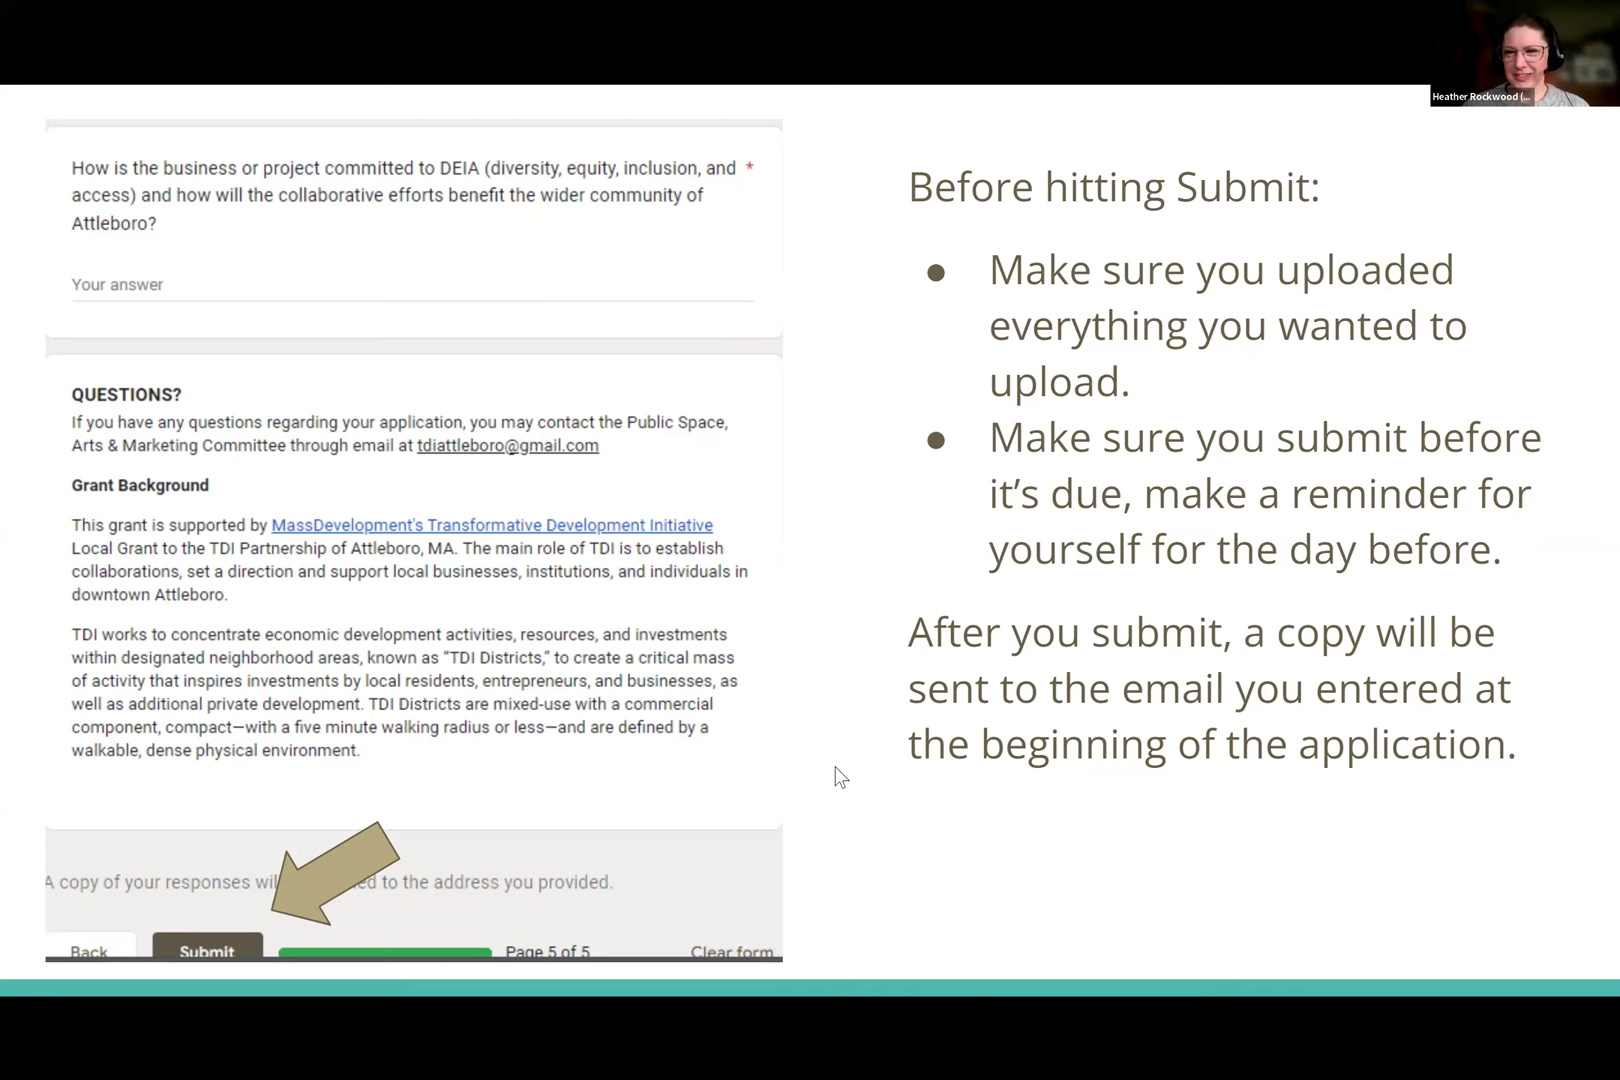 Heather Rockwood (...
How is the business or project committed to DEIA (diversity, equity, inclusion, and *
access) and how will the collaborative efforts benefit the wider community of
Attleboro?
Your answer
QUESTIONS?
If you have any questions regarding your application, you may contact the Public Space,
Arts & Marketing Committee through email at tdiattleboro@gmail.com
Grant Background
This grant is supported by MassDevelopment's Transformative Development Initiative
Local Grant to the TDI Partnership of Attleboro, MA. The main role of TDI is to establish
collaborations, set a direction and support local businesses, institutions, and individuals in
downtown Attleboro.
TDI works to concentrate economic development activities, resources, and investments
within designated neighborhood areas, known as “TDI Districts,” to create a critical mass
of activity that inspires investments by local residents, entrepreneurs, and businesses, as
well as additional private development. TDI Districts are mixed-use with a commercial
component, compact—with a five minute walking radius or less—and are defined by a
walkable, dense physical environment.
A copy of your responses to the address you provided.
Back Submit Page 5 of 5 Clear form
Before hitting Submit:
● Make sure you uploaded
everything you wanted to
upload.
● Make sure you submit before
it’s due, make a reminder for
yourself for the day before.
After you submit, a copy will be
sent to the email you entered at
the beginning of the application.